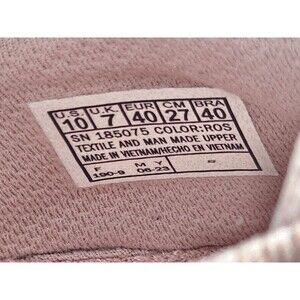 U.S. U.K EUR CM BRA
10 7 40 27 40
SN 185075 COLOR:ROS
TEXTILE AND MAN MADE UPPER
MADE IN VIETNAM/HECHO EN VIETNAM
F M Y
190-9 06-23